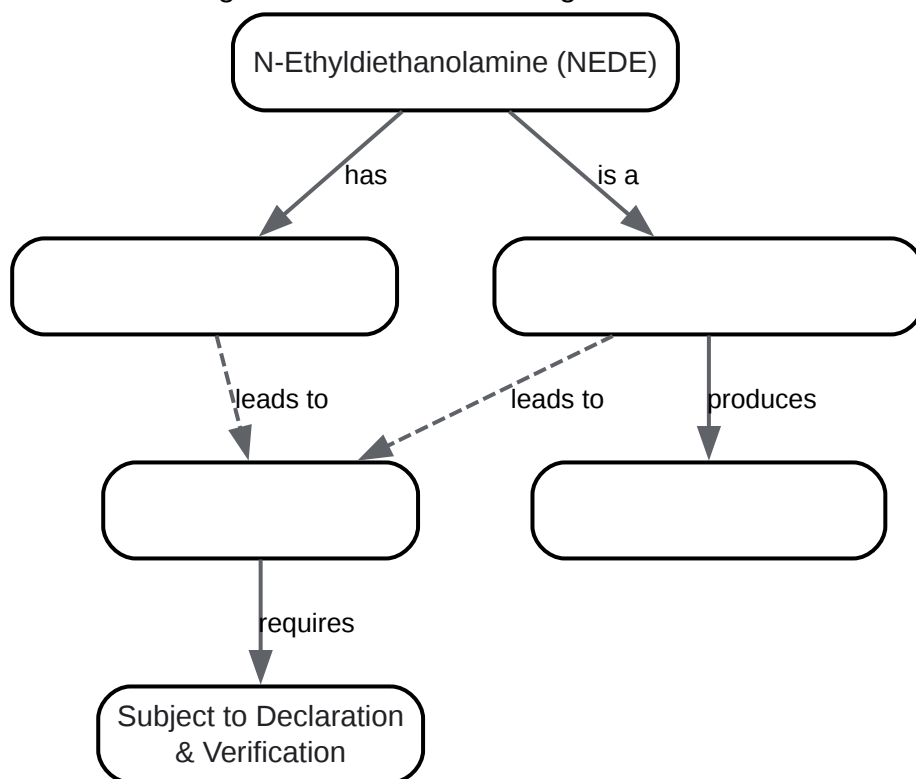 N-Ethyldiethanolamine (NEDE)
has
is a
leads to
leads to
produces
requires
Subject to Declaration
& Verification